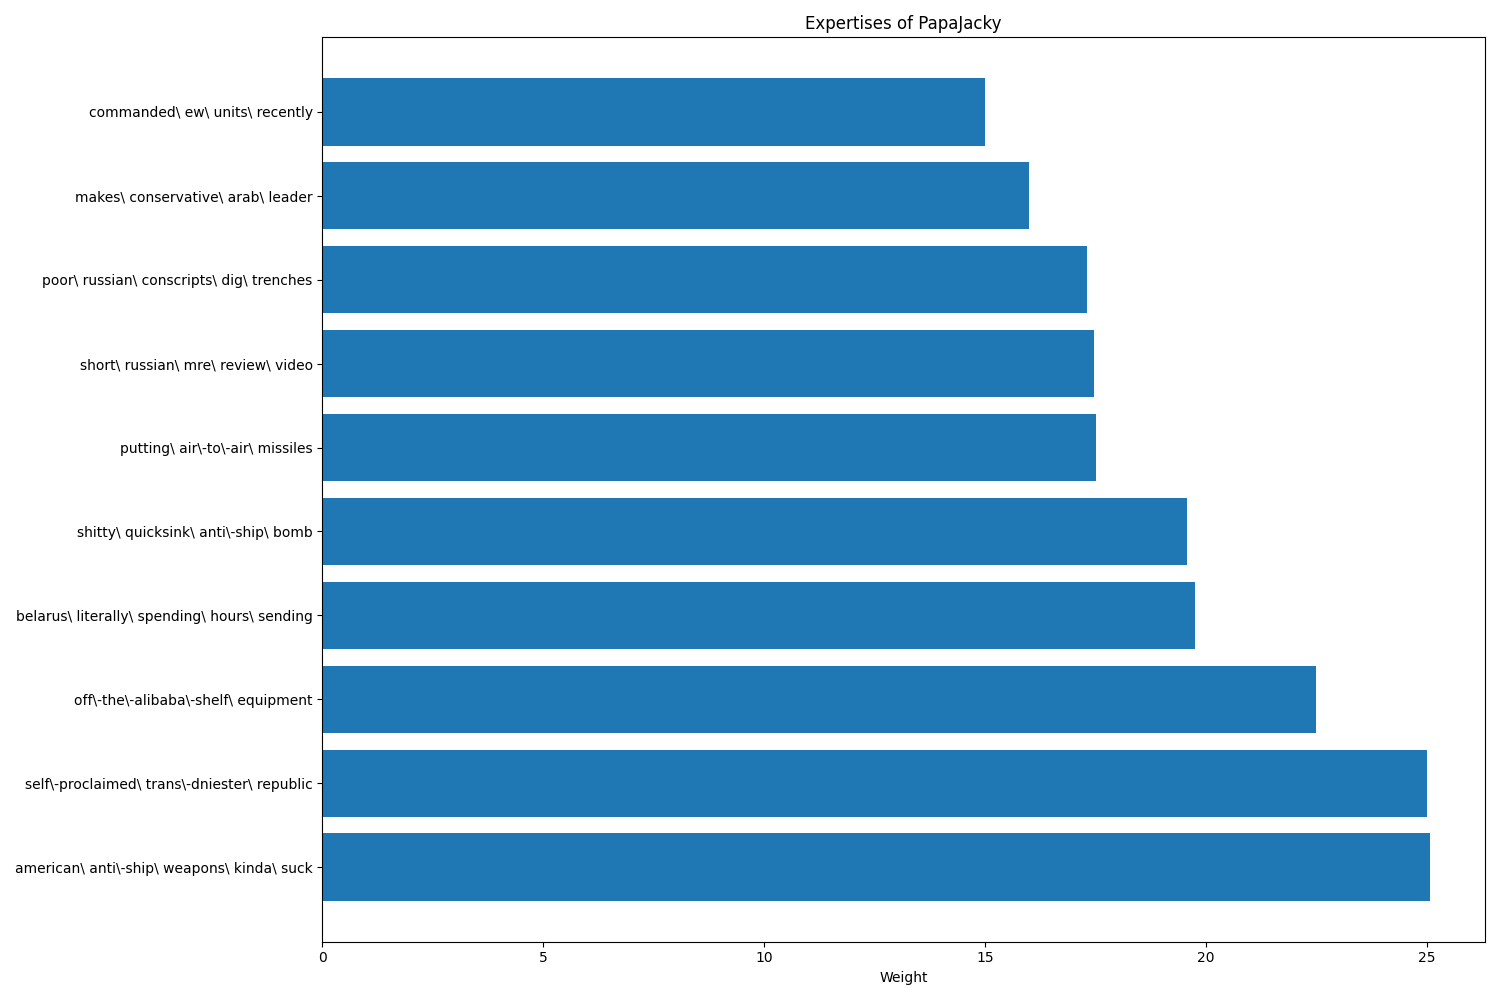 Expertises of PapaJacky
commanded\ ew\ units\ recently
makes\ conservative\ arab\ leader
poor\ russian\ conscripts\ dig\ trenches
short\ russian\ mre\ review\ video
putting\ air\-to\-air\ missiles
shitty\ quicksink\ anti\-ship\ bomb
belarus\ literally\ spending\ hours\ sending
off\-the\-alibaba\-shelf\ equipment
self\-proclaimed\ trans\-dniester\ republic
american\ anti\-ship\ weapons\ kinda\ suck
0 5 10 15 20 25
Weight